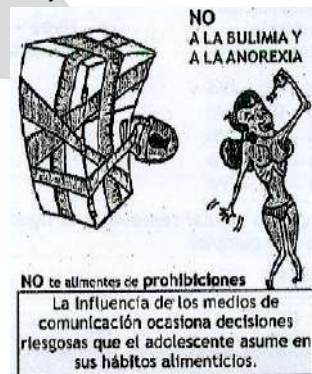 NO
A LA BULIMIA Y
A LA ANOREXIA
NO te alimentes de prohibiciones
La influencia de los medios de
comunicación ocasiona decisiones
riesgosas que el adolescente asume en
sus hábitos alimenticios.